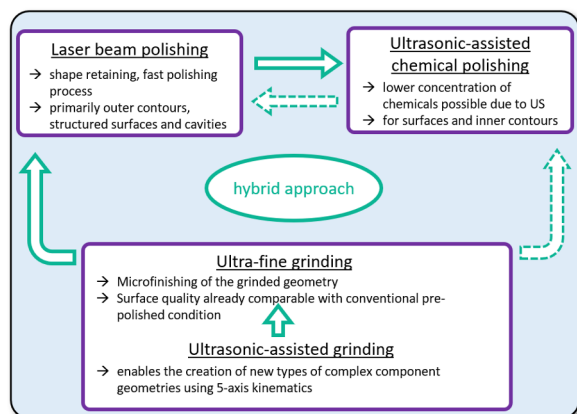 Laser beam polishing
→ shape retaining, fast polishing
process
→ primarily outer contours,
structured surfaces and cavities
Ultrasonic-assisted
chemical polishing
→ lower concentration of
chemicals possible due to US
→ for surfaces and inner contours
hybrid approach
Ultra-fine grinding
→ Microfinishing of the grinded geometry
→ Surface quality already comparable with conventional pre-
polished condition
Ultrasonic-assisted grinding
→ enables the creation of new types of complex component
geometries using 5-axis kinematics